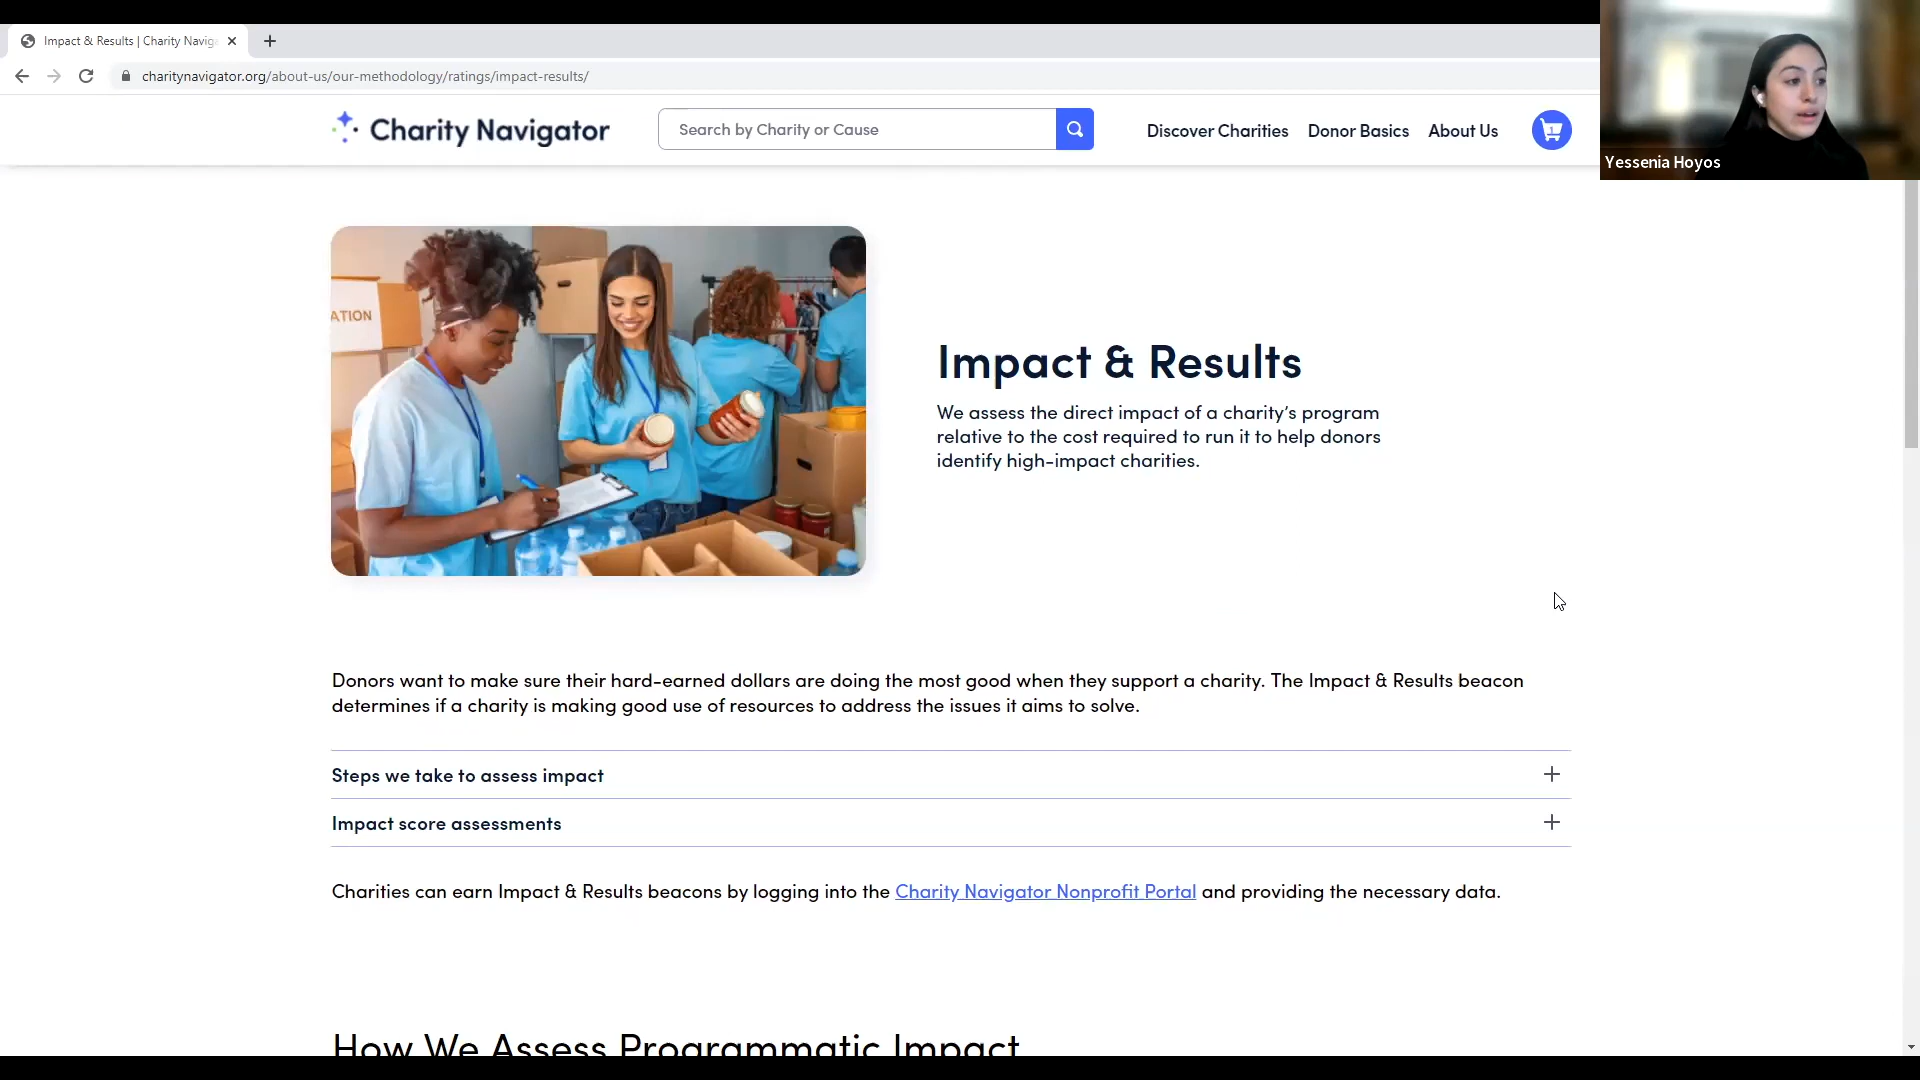 Impact & Results | Charity Naviga
charitynavigator.org/about-us/our-methodology/ratings/impact-results/
Charity Navigator
Search by Charity or Cause
Discover Charities
Donor Basics
About Us
1
Yessenia Hoyos
ATION
Impact & Results
We assess the direct impact of a charity’s program
relative to the cost required to run it to help donors
identify high-impact charities.
Donors want to make sure their hard-earned dollars are doing the most good when they support a charity. The Impact & Results beacon
determines if a charity is making good use of resources to address the issues it aims to solve.
Steps we take to assess impact
Impact score assessments
Charities can earn Impact & Results beacons by logging into the Charity Navigator Nonprofit Portal and providing the necessary data.
How We Assess Programmatic Impact